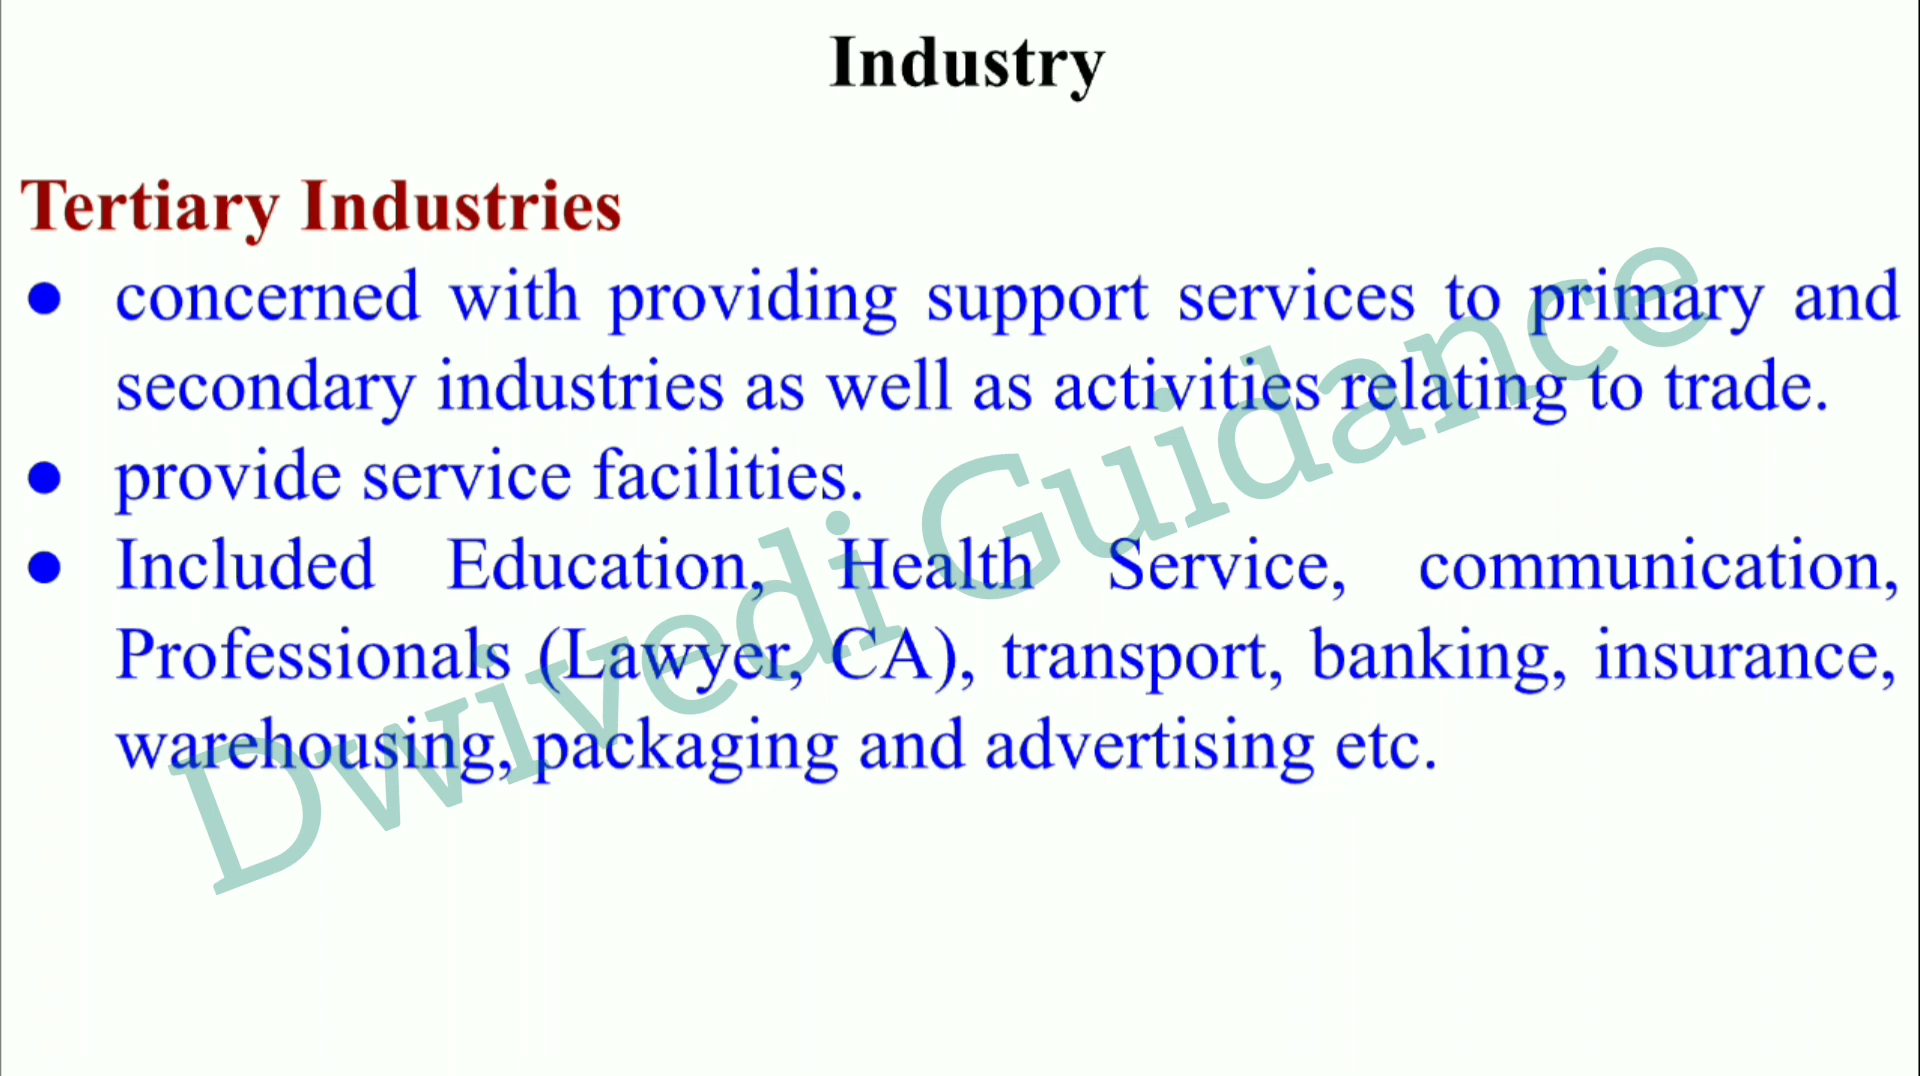 Industry
Tertiary Industries
● concerned with providing support services to primary and
secondary industries as well as activities relating to trade.
● provide service facilities.
● Included Education, Health Service, communication,
Professionals (Lawyer, CA), transport, banking, insurance,
warehousing, packaging and advertising etc.
Dwivedi Guidance